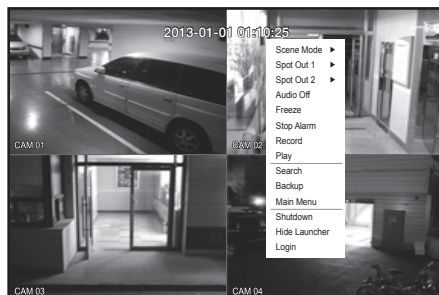 2013-01-01 01:10:25
Scene Mode ▶
Spot Out 1 ▶
Spot Out 2 ▶
Audio Off
Freeze
Stop Alarm
Record
Play
Search
Backup
Main Menu
Shutdown
Hide Launcher
Login
CAM 01
CAM 02
CAM 03
CAM 04